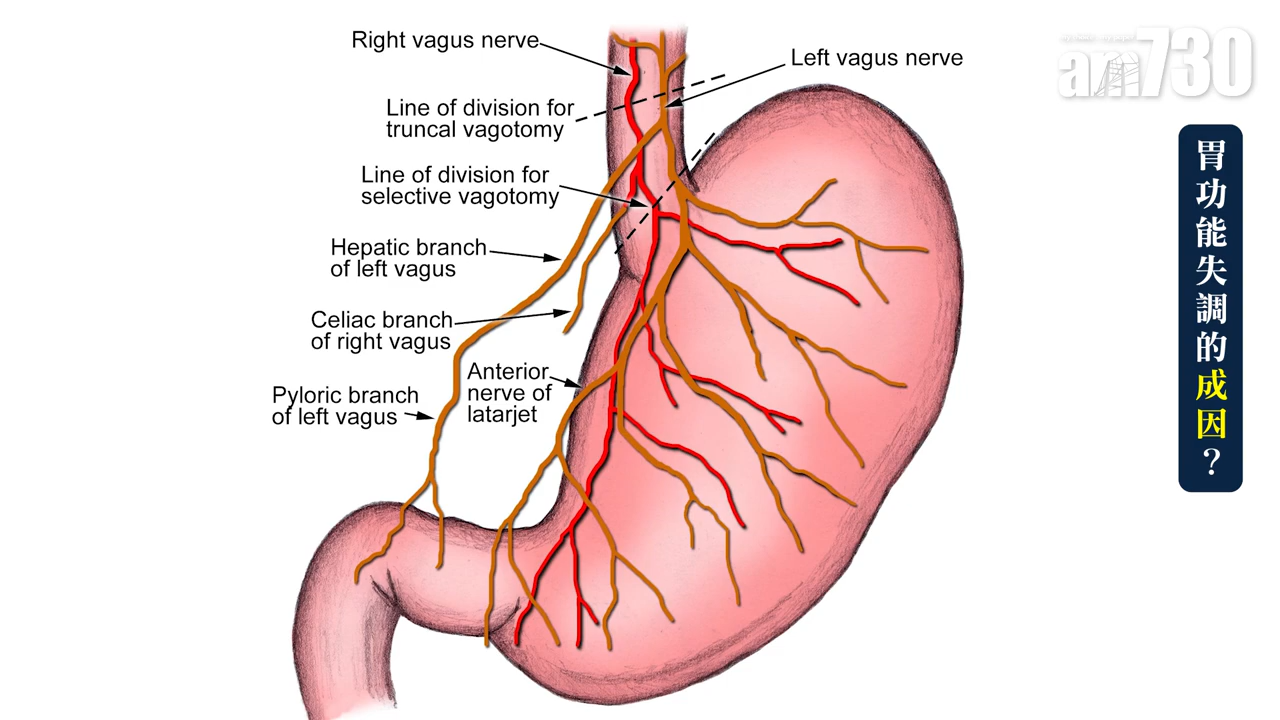 Right vagus nerve
Left vagus nerve
Line of division for
truncal vagotomy
Line of division for
selective vagotomy
Hepatic branch
of left vagus
Celiac branch
of right vagus
Anterior
nerve of
latarjet
Pyloric branch
of left vagus
am730
胃功能失調的成因？